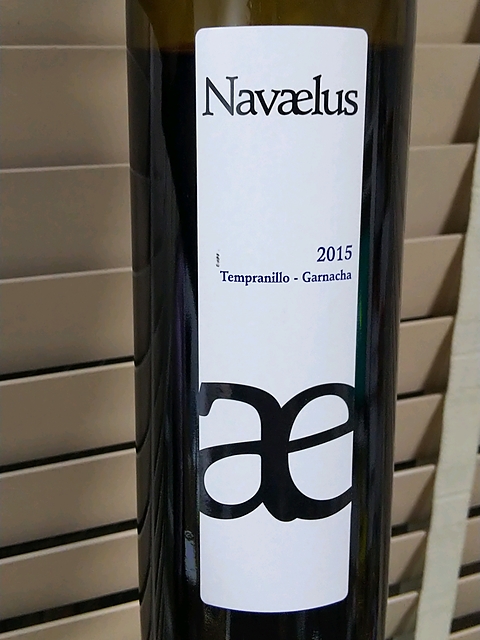 Navælus
2015
Tempranillo - Garnacha
æ